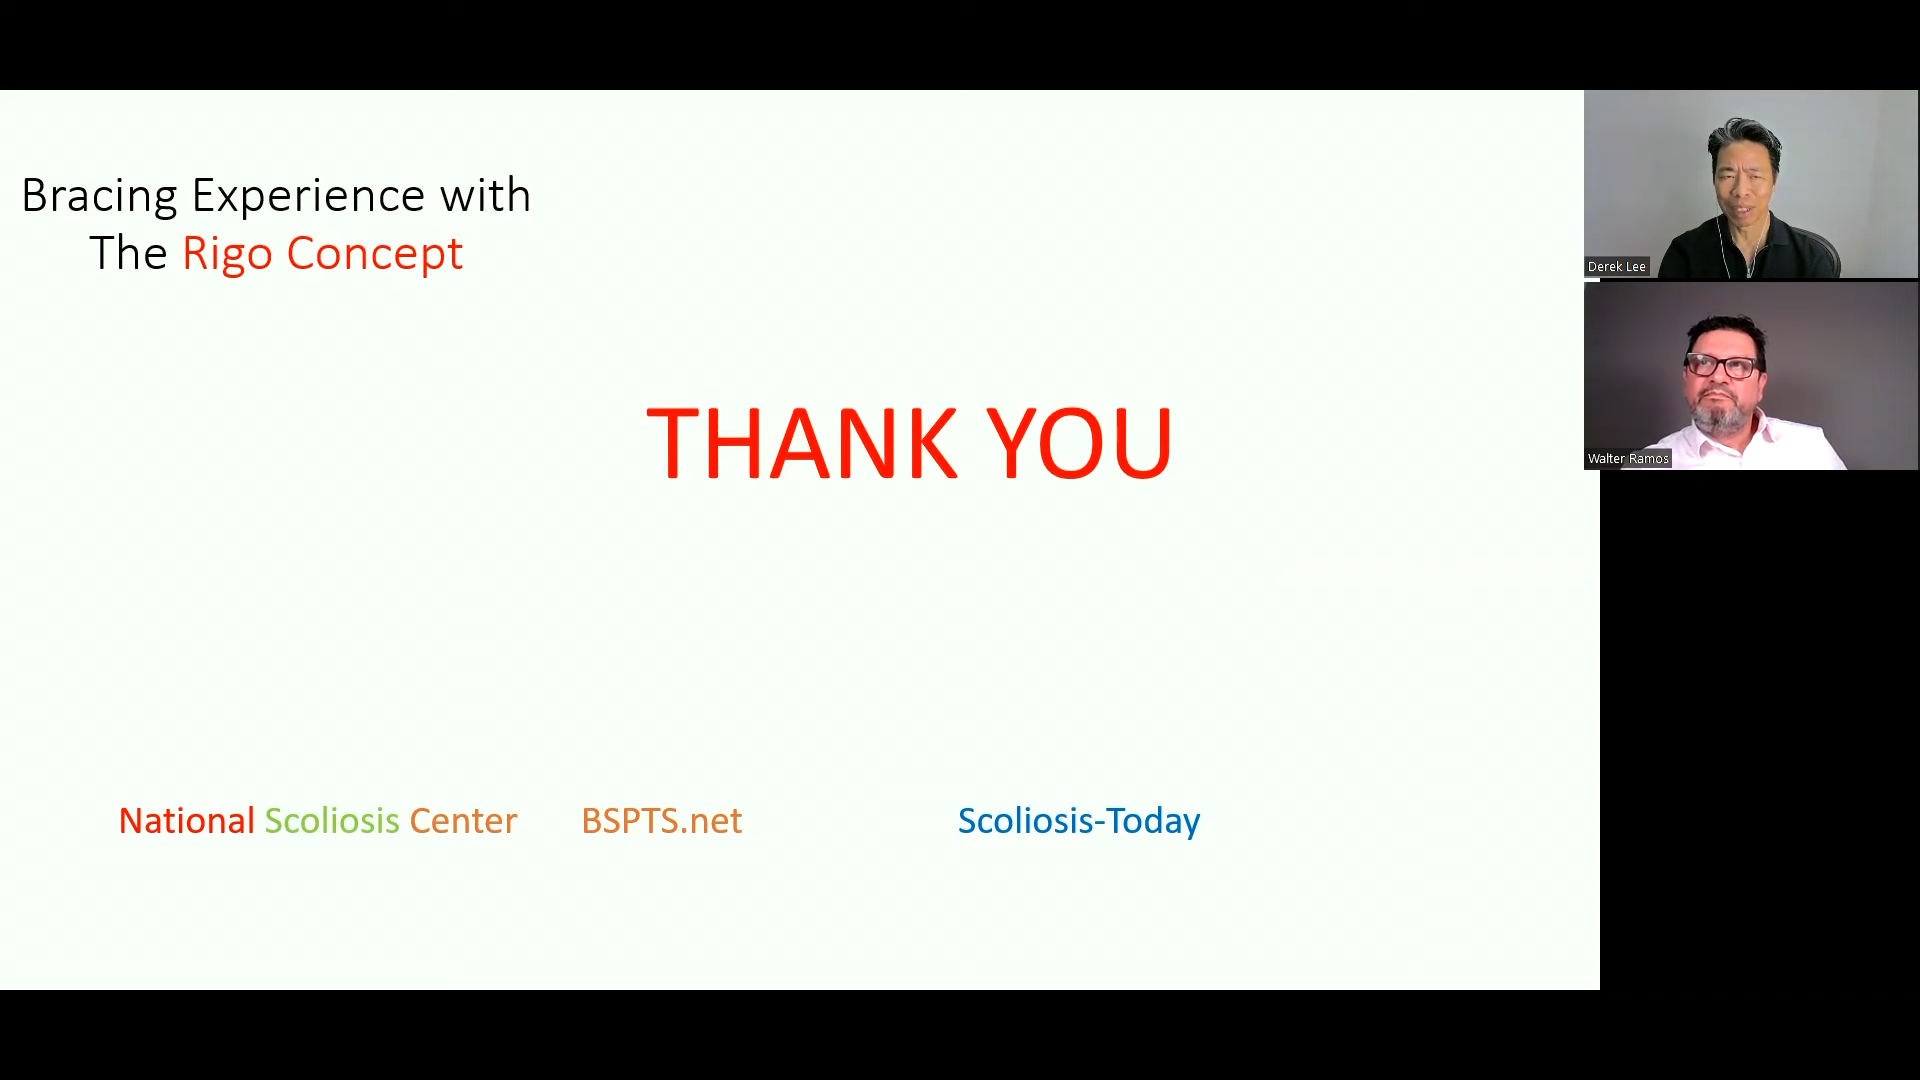 Bracing Experience with
The Rigo Concept
THANK YOU
National Scoliosis Center
BSPTS.net
Scoliosis-Today
Derek Lee
Walter Ramos